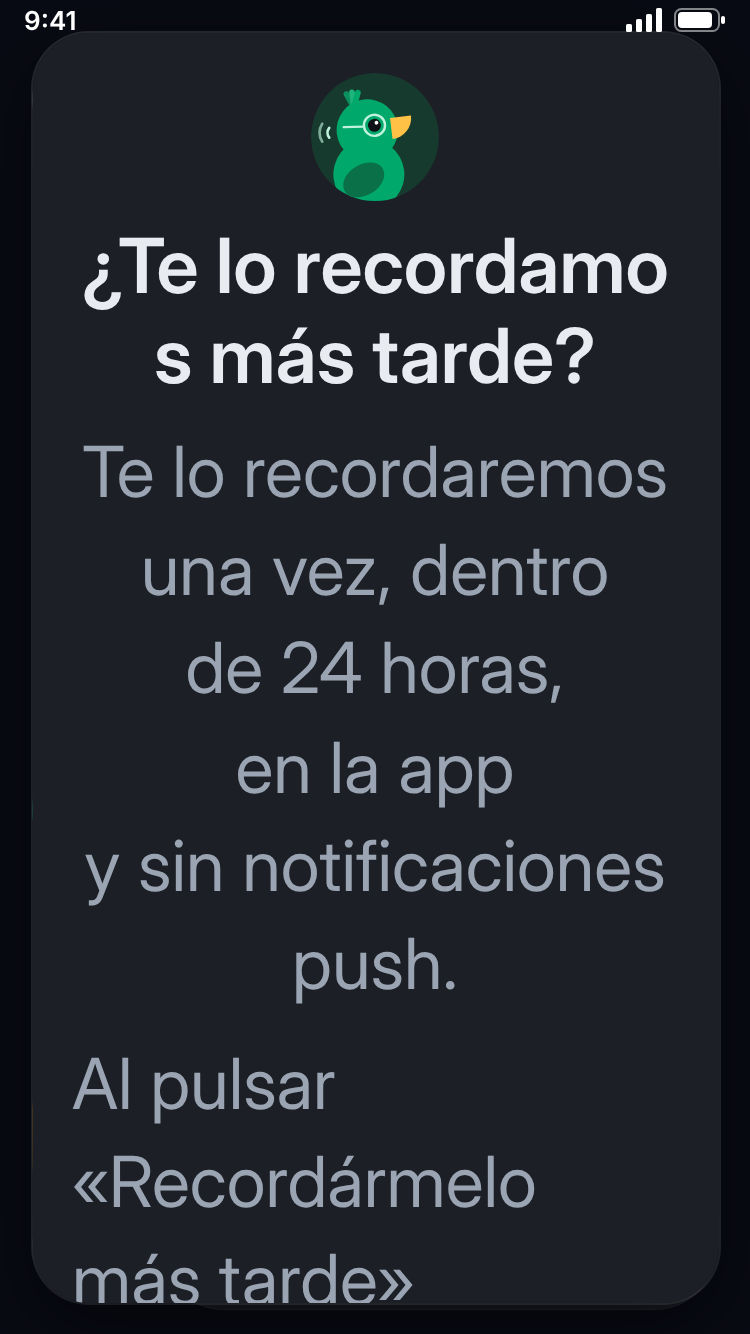 9:41
¿Te lo recordamo
s más tarde?
Te lo recordaremos
una vez, dentro
de 24 horas,
en la app
y sin notificaciones
push.
Al pulsar
«Recordármelo
más tarde»